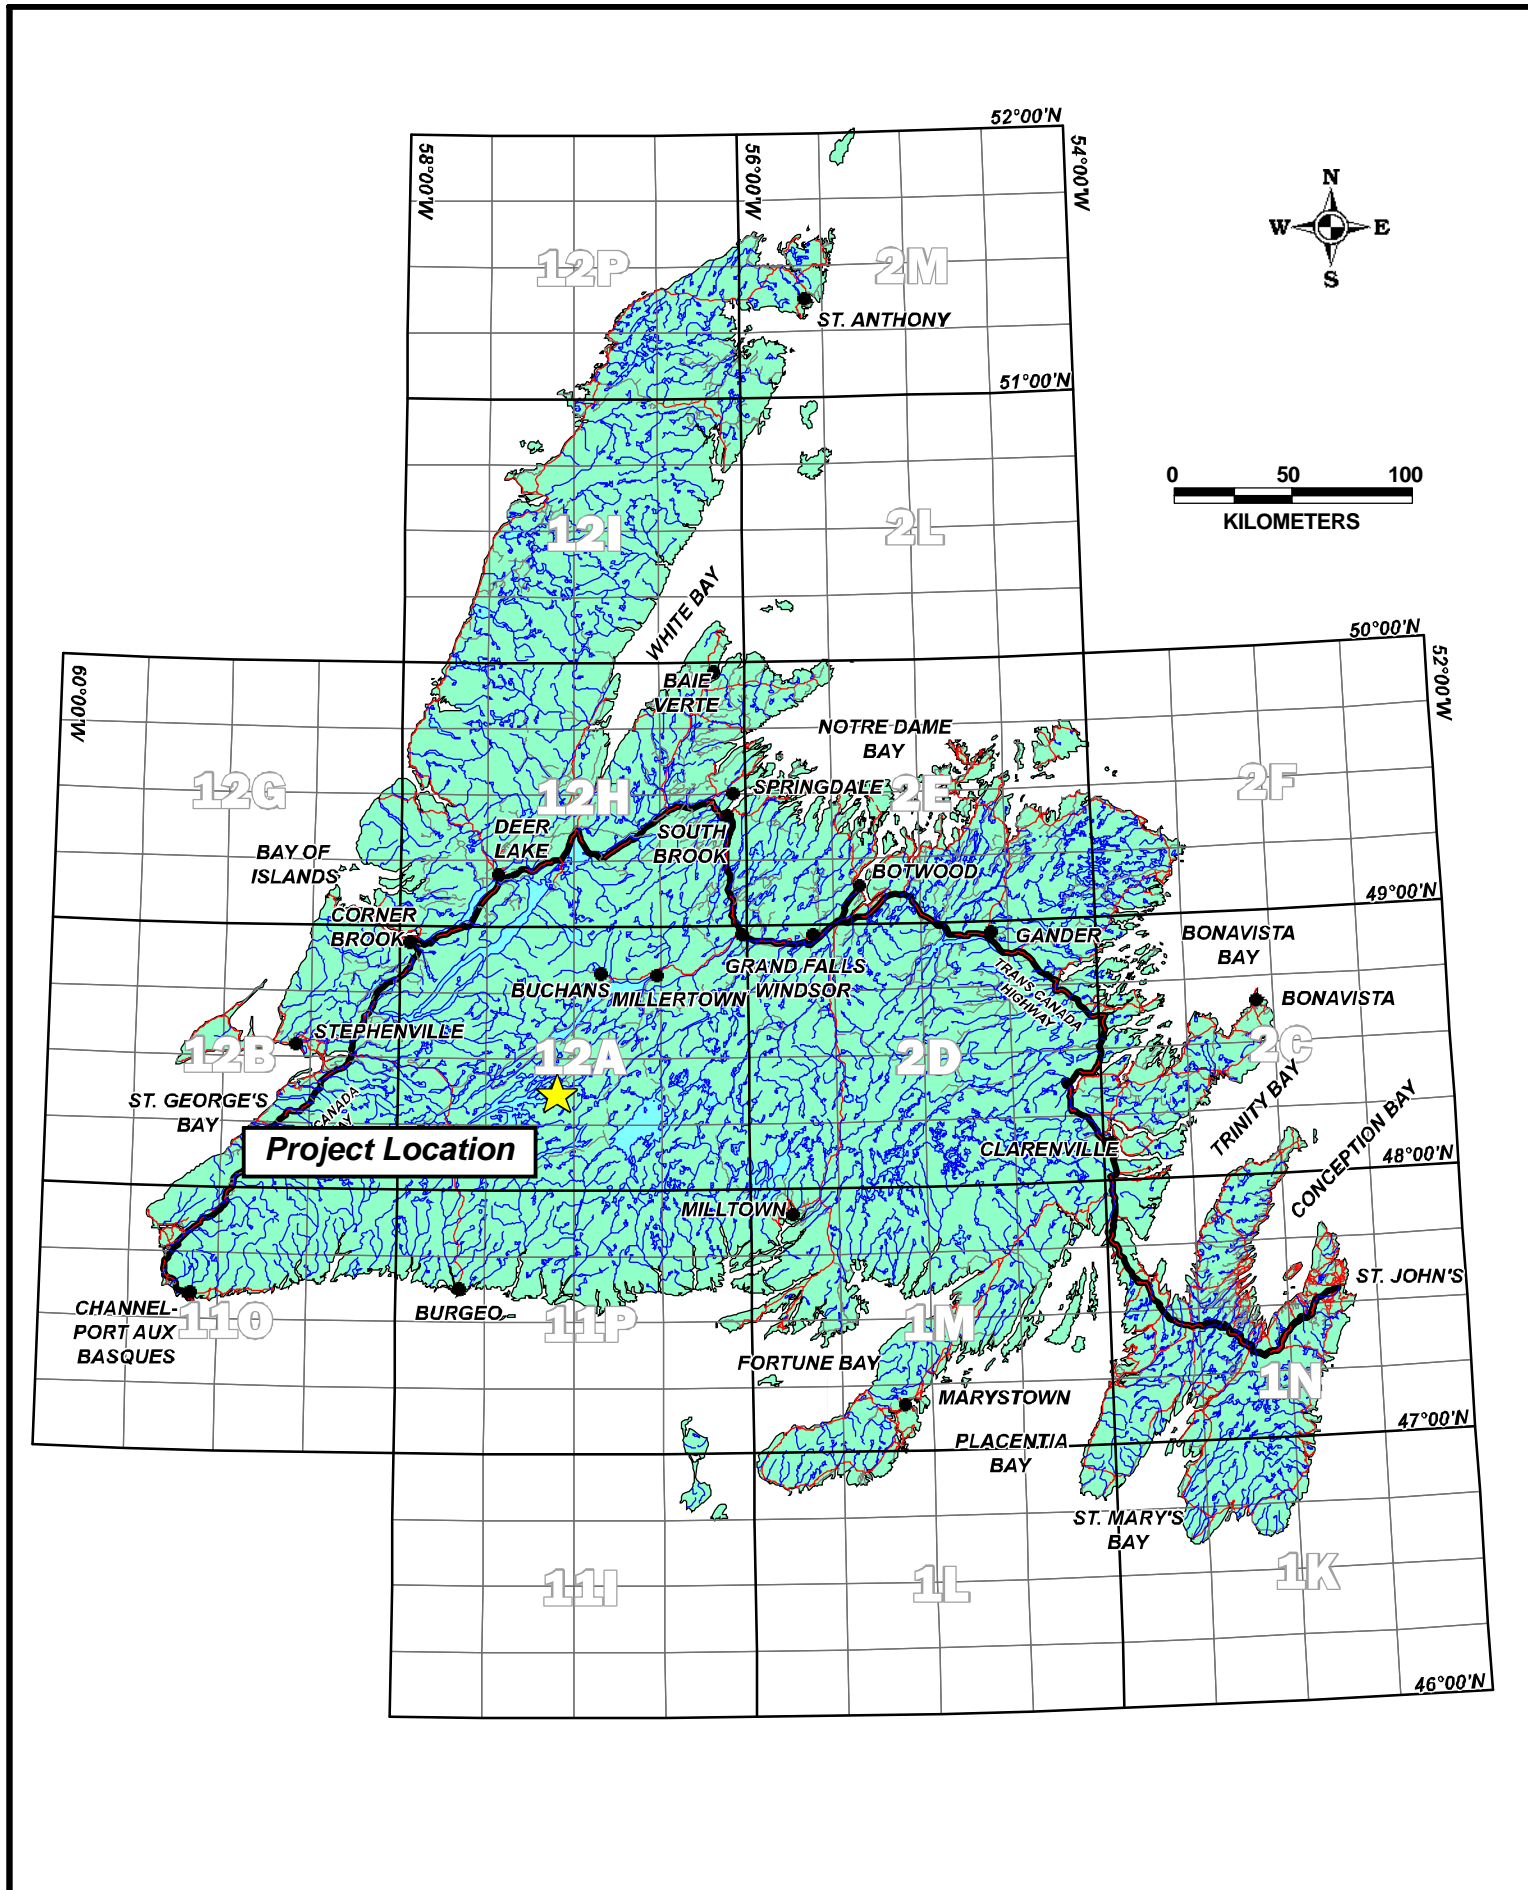 52°00'N
58°00'W
56°00'W
54°00'W
N
W E
S
12P
2M
ST. ANTHONY
51°00'N
0 50 100
KILOMETERS
12I
2L
WHITE BAY
50°00'N
60°00'W
52°00'W
BAIE
VERTE
NOTRE DAME
BAY
12G
12H
SPRINGDALE
2E
2F
DEER
LAKE
SOUTH
BROOK
BAY OF
ISLANDS
BOTWOOD
49°00'N
CORNER
BROOK
GANDER
BONAVISTA
BAY
GRAND FALLS
WINDSOR
BUCHANS
MILLERTOWN
TRANS CANADA
HIGHWAY
BONAVISTA
STEPHENVILLE
12B
12A
2D
2C
ST. GEORGE'S
BAY
CANADA
Project Location
CLARENVILLE
TRINITY BAY
CONCEPTION BAY
48°00'N
MILLTOWN
ST. JOHN'S
CHANNEL-
PORT AUX
BASQUES
11O
BURGEO
11P
1M
FORTUNE BAY
MARYSTOWN
1N
47°00'N
PLACENTIA
BAY
ST. MARY'S
BAY
11I
1L
1K
46°00'N